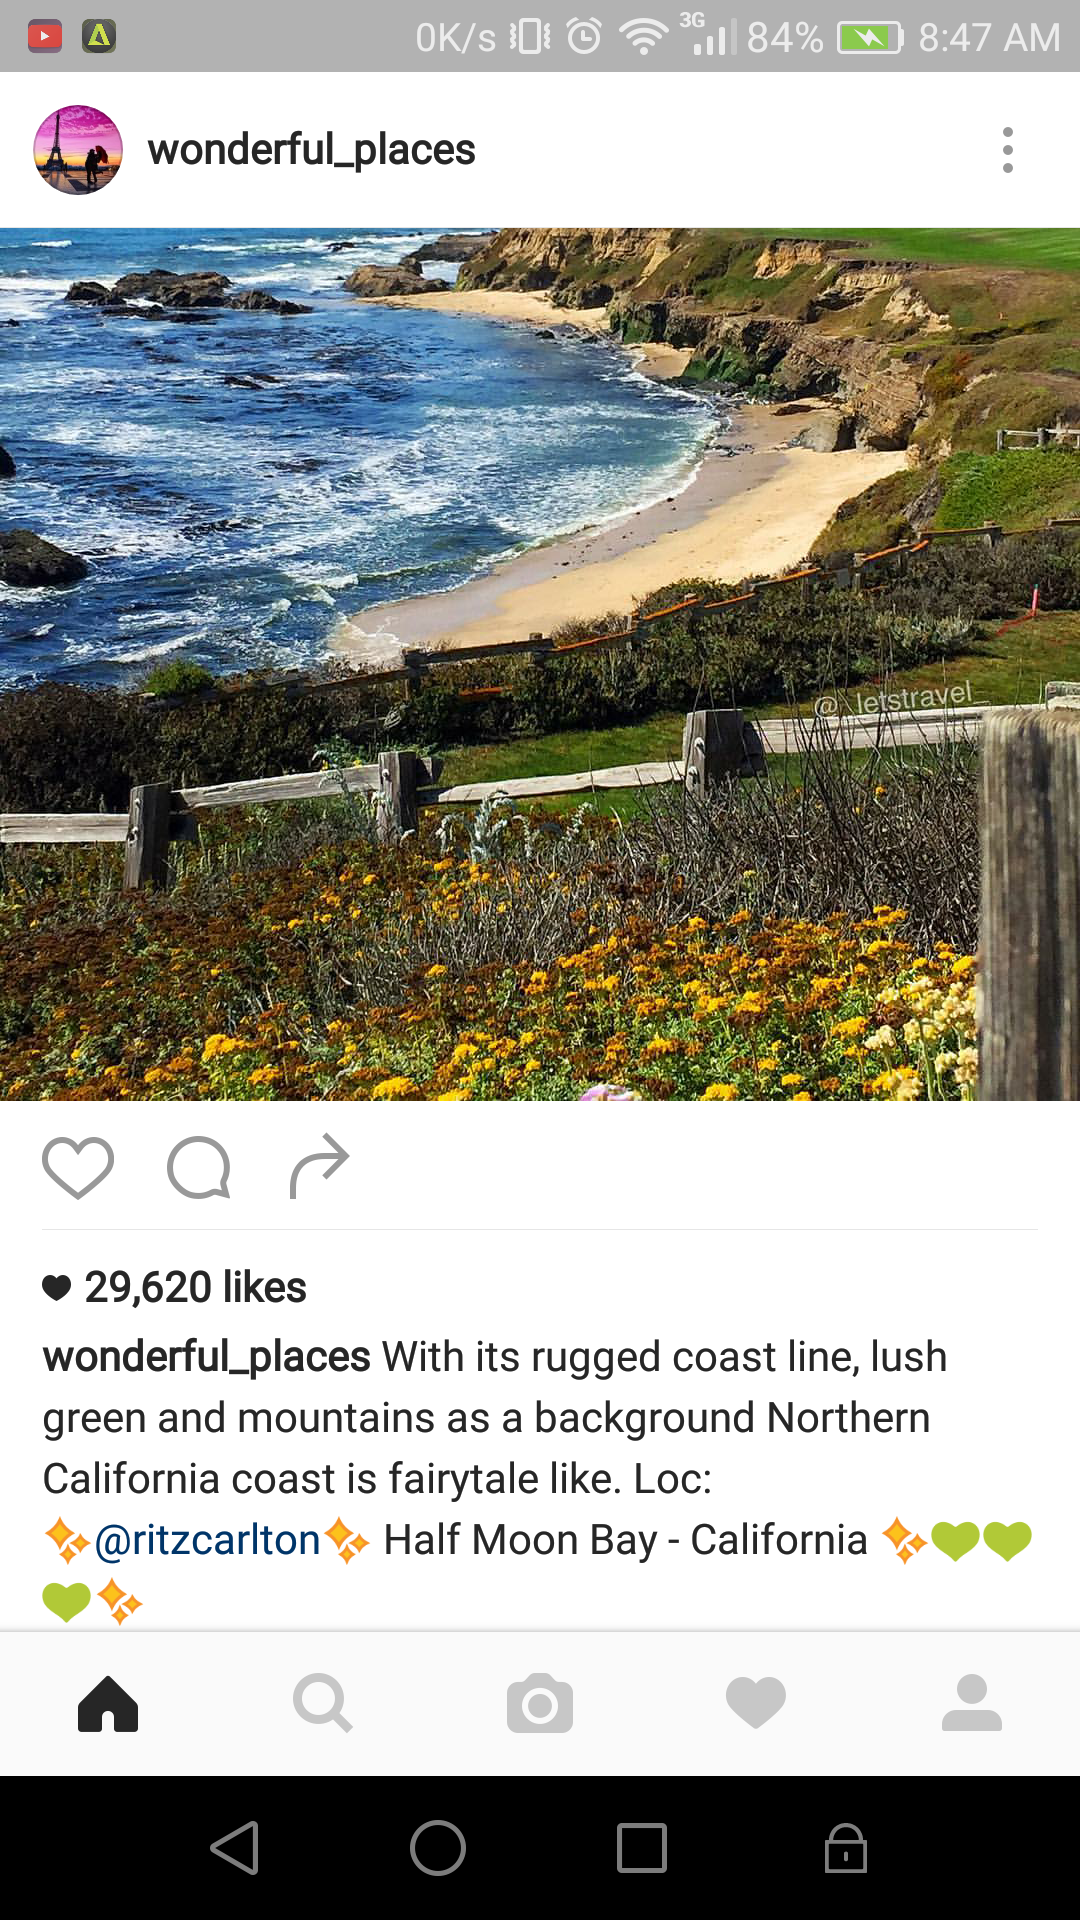 0K/s 3G 84% 8:47 AM
wonderful_places
@_letstravel_
29,620 likes
wonderful_places With its rugged coast line, lush
green and mountains as a background Northern
California coast is fairytale like. Loc:
✨@ritzcarlton✨ Half Moon Bay - California ✨💚💚
💚✨